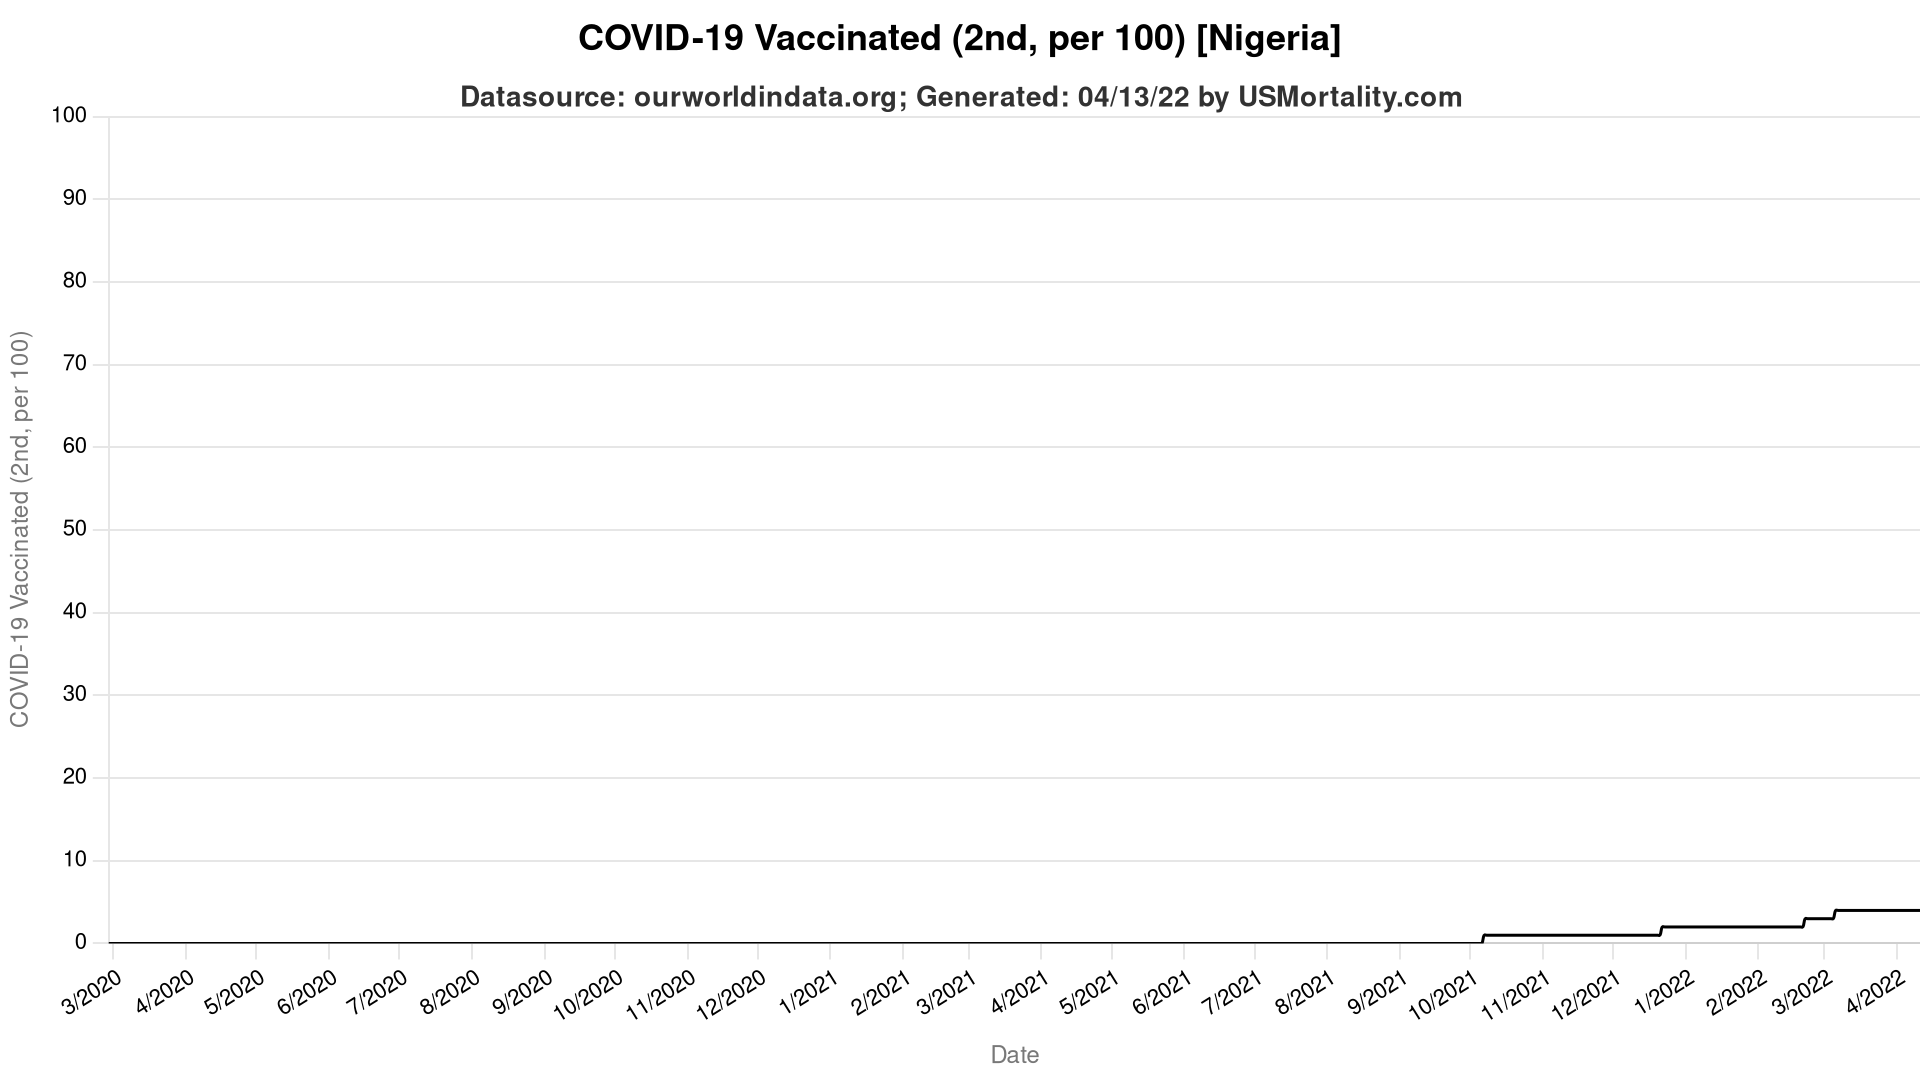 COVID-19 Vaccinated (2nd, per 100) [Nigeria]
Datasource: ourworldindata.org; Generated: 04/13/22 by USMortality.com
COVID-19 Vaccinated (2nd, per 100)
100
90
80
70
60
50
40
30
20
10
0
3/2020 4/2020 5/2020 6/2020 7/2020 8/2020 9/2020 10/2020 11/2020 12/2020 1/2021 2/2021 3/2021 4/2021 5/2021 6/2021 7/2021 8/2021 9/2021 10/2021 11/2021 12/2021 1/2022 2/2022 3/2022 4/2022
Date